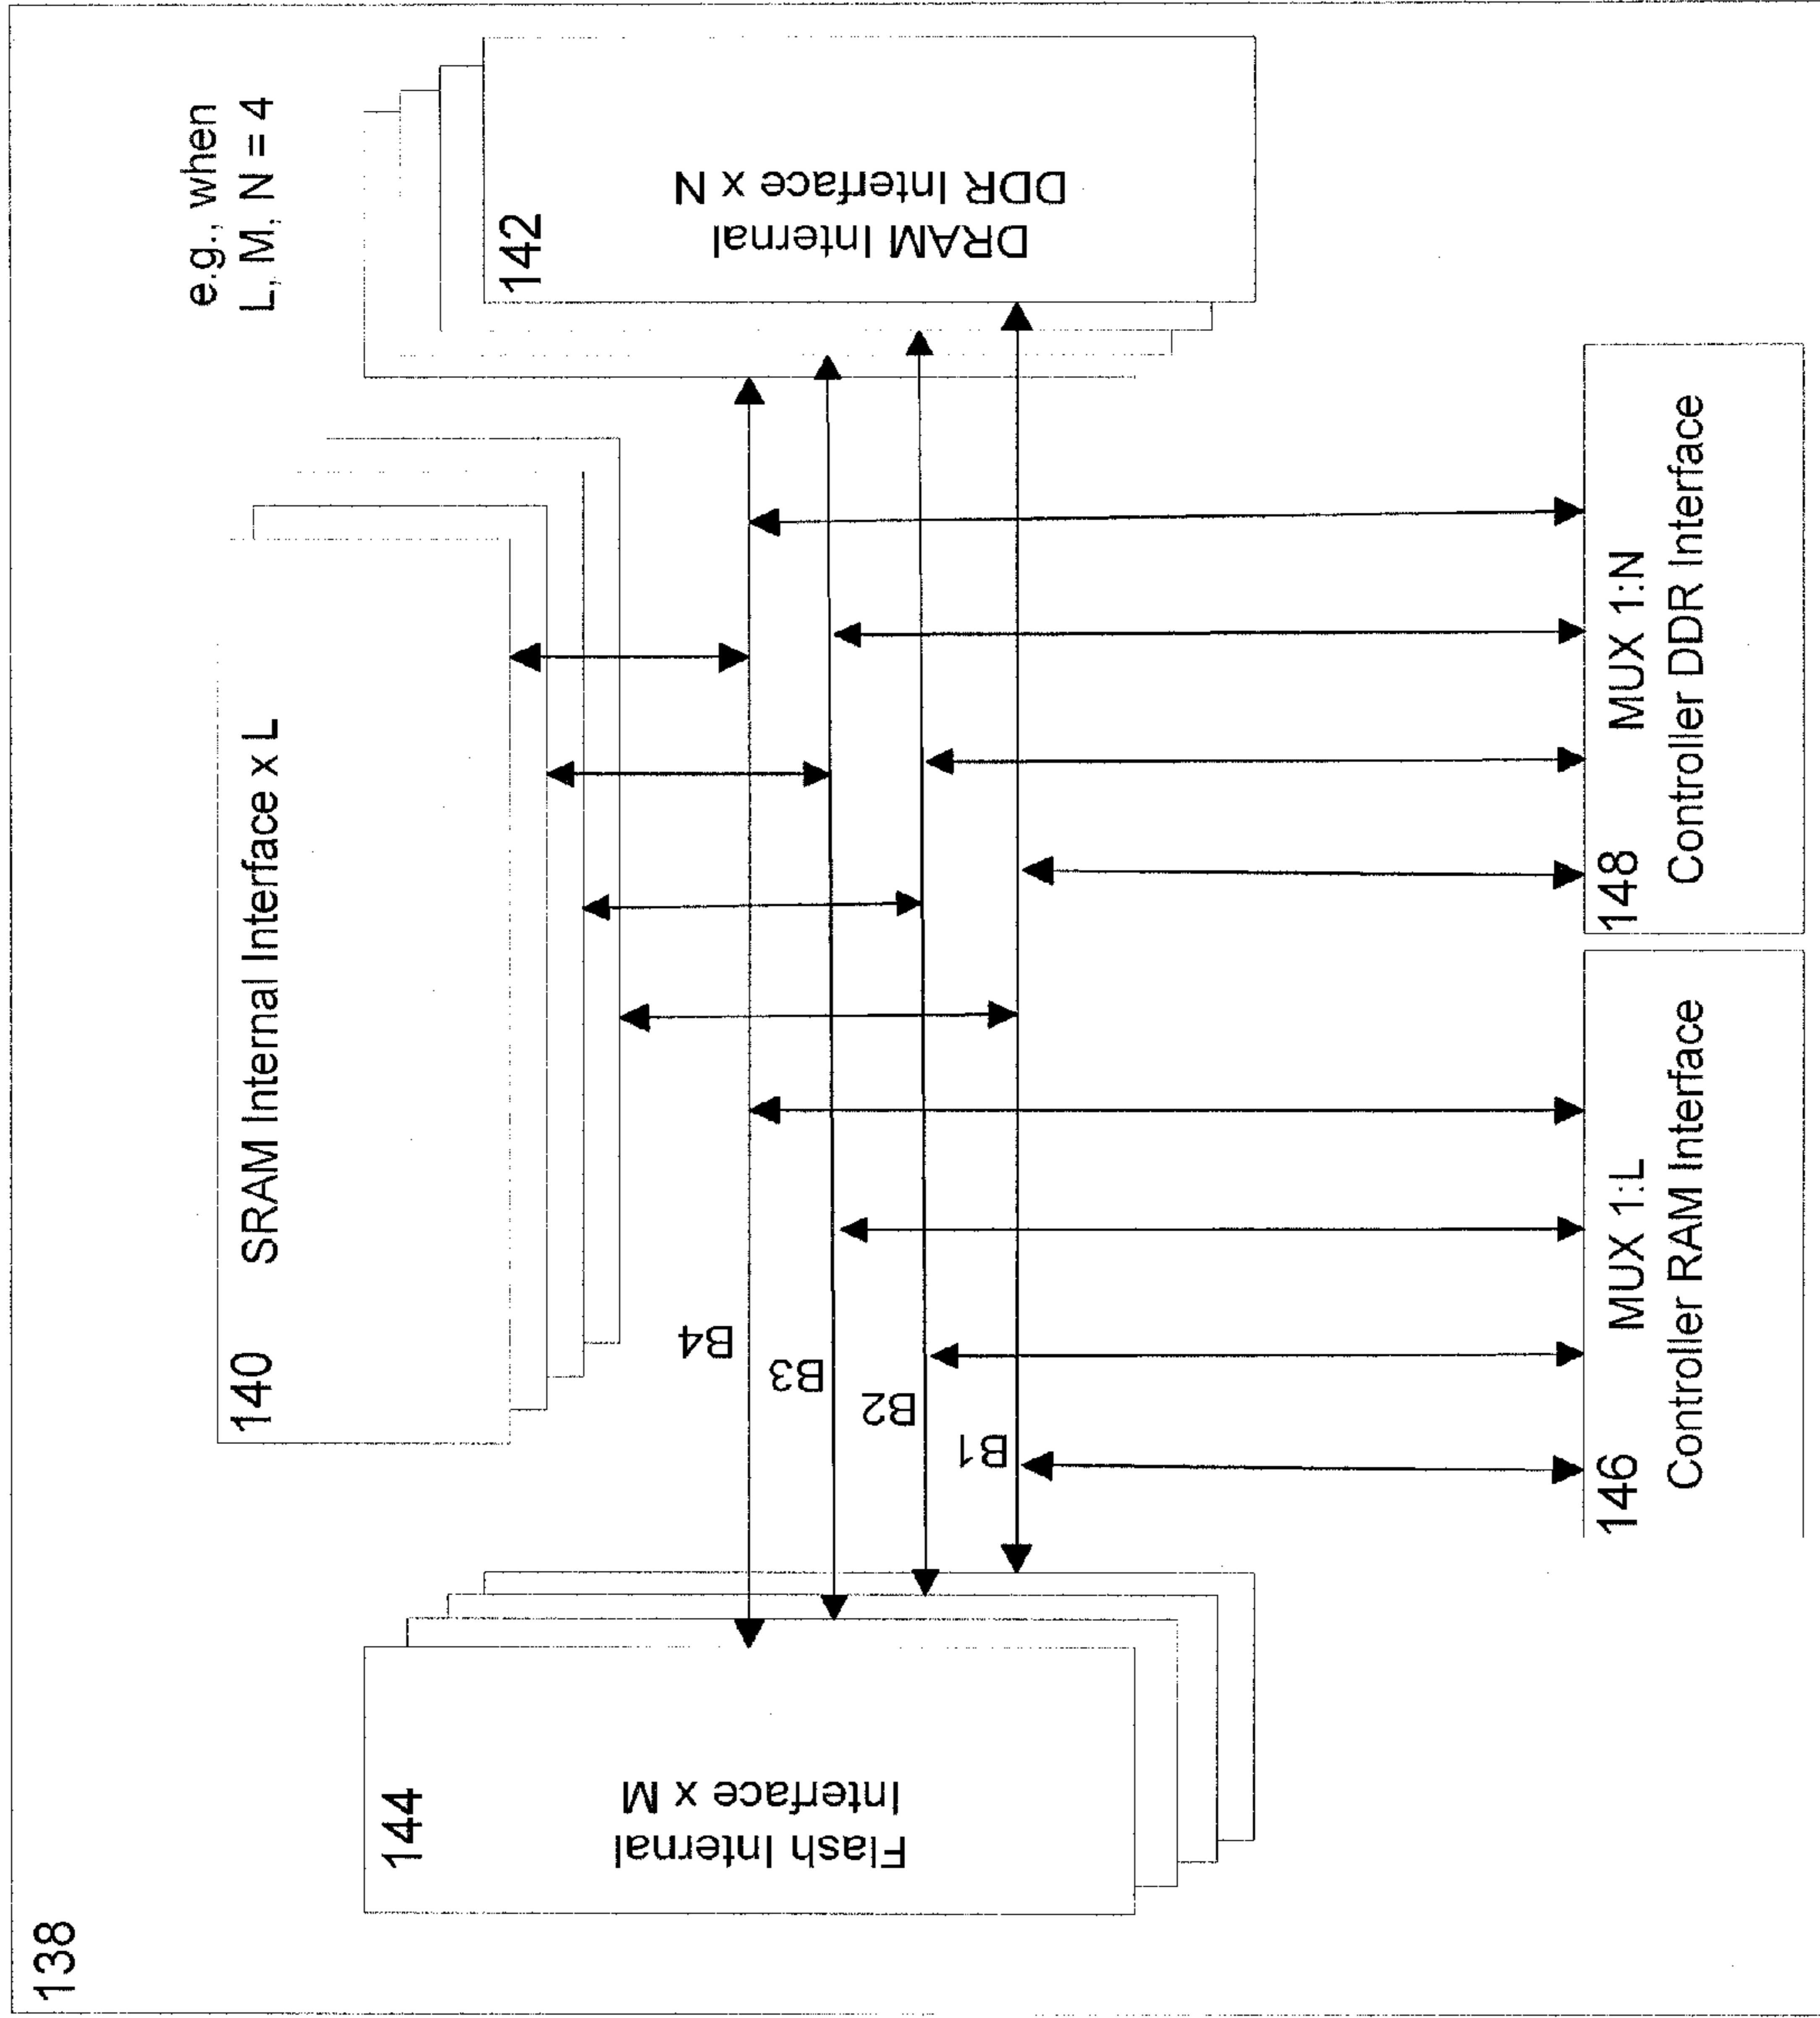 138
e.g., when
L, M, N = 4
140 SRAM Internal Interface x L
144
Flash Internal
Interface x M
142
DRAM Internal
DDR Interface x N
B4
B3
B2
B1
146 MUX 1:L
Controller RAM Interface
148 MUX 1:N
Controller DDR Interface